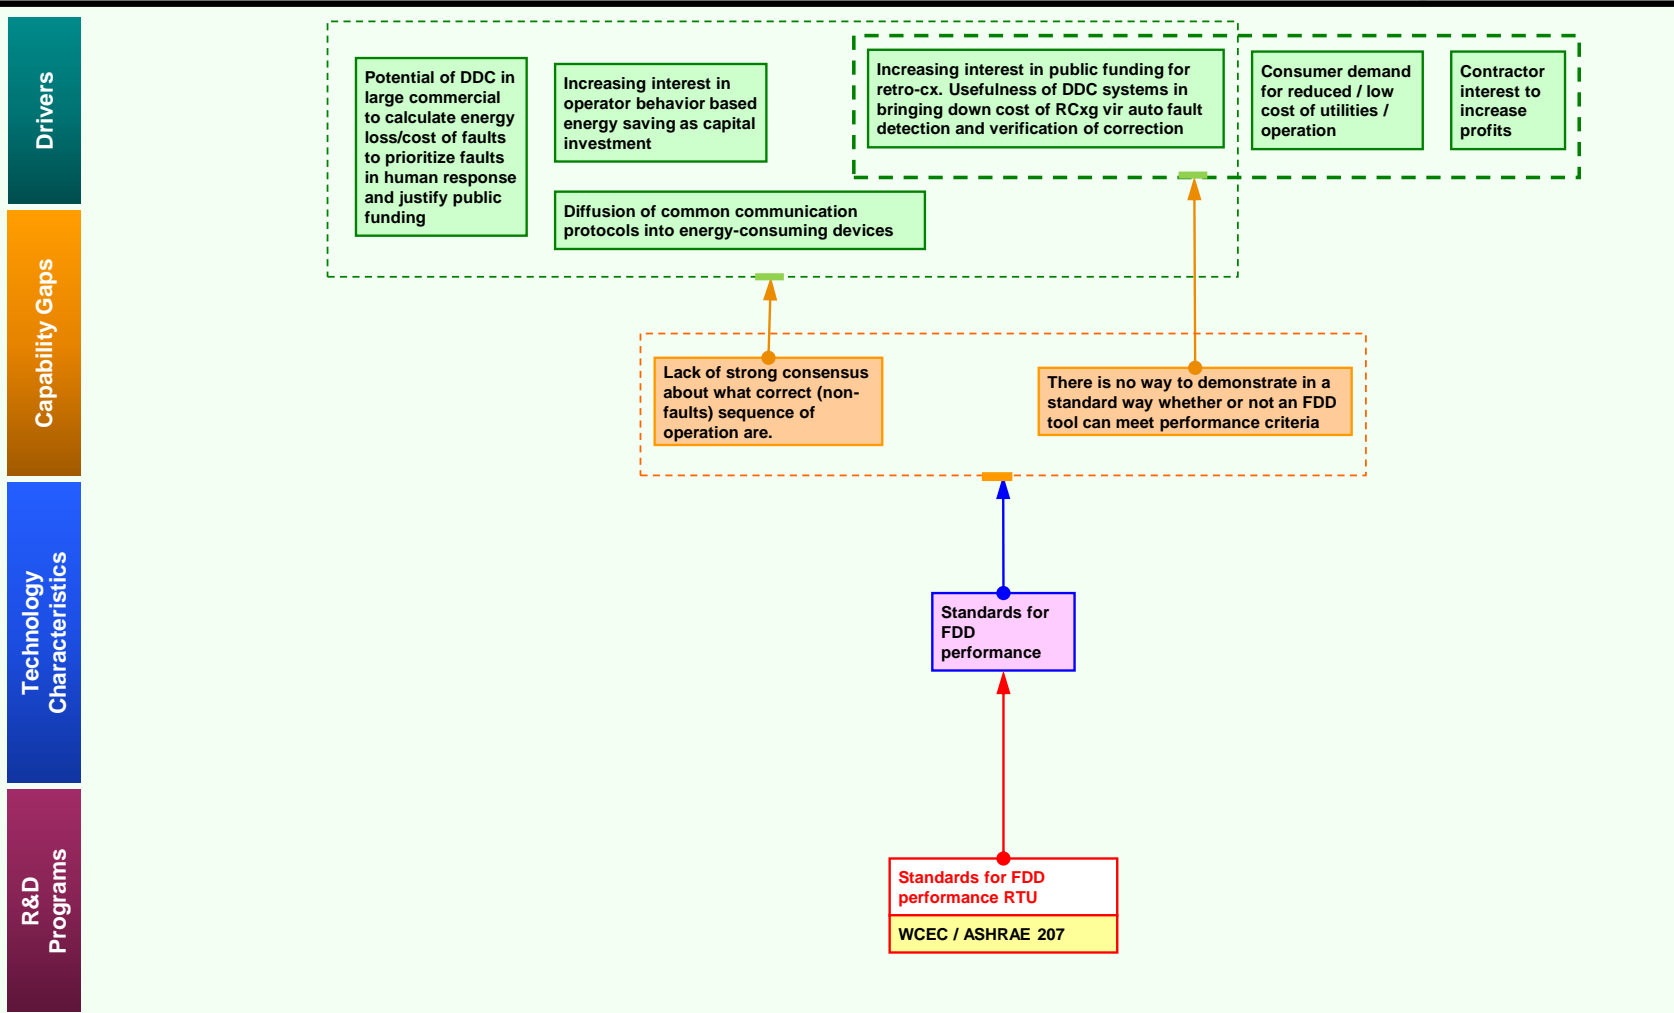 Drivers
Potential of DDC in
large commercial
to calculate energy
loss/cost of faults
to prioritize faults
in human response
and justify public
funding
Increasing interest in
operator behavior based
energy saving as capital
investment
Diffusion of common communication
protocols into energy-consuming devices
Increasing interest in public funding for
retro-cx. Usefulness of DDC systems in
bringing down cost of RCxg vir auto fault
detection and verification of correction
Consumer demand
for reduced / low
cost of utilities /
operation
Contractor
interest to
increase
profits
Capability Gaps
Lack of strong consensus
about what correct (non-
faults) sequence of
operation are.
There is no way to demonstrate in a
standard way whether or not an FDD
tool can meet performance criteria
Technology
Characteristics
Standards for
FDD
performance
R&D
Programs
Standards for FDD
performance RTU
WCEC / ASHRAE 207